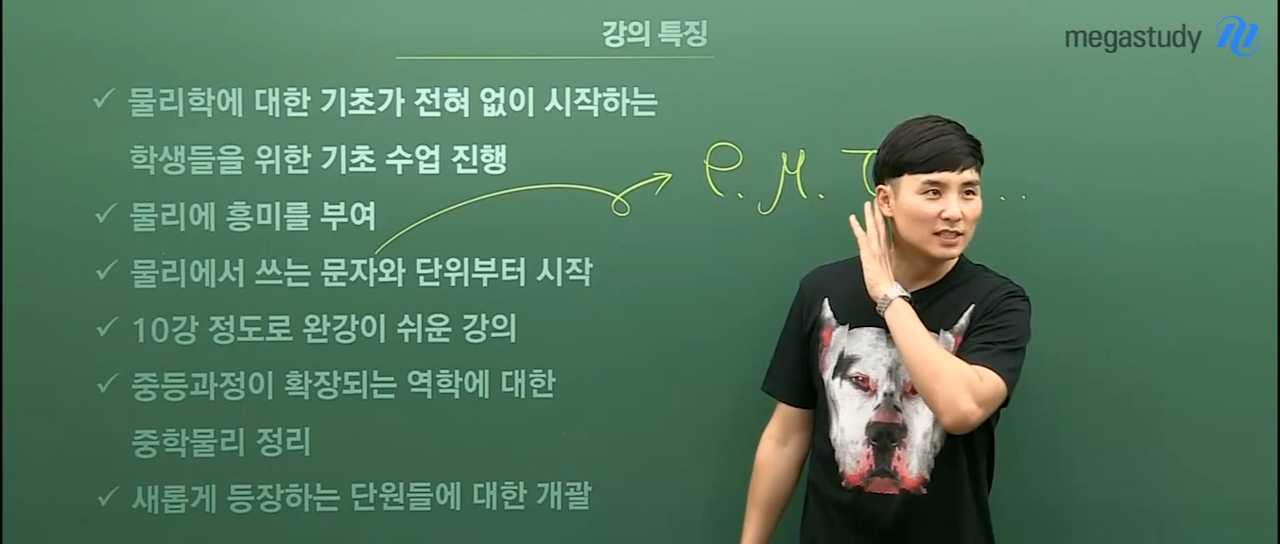 강의 특징
megastudy
✓ 물리학에 대한 기초가 전혀 없이 시작하는
학생들을 위한 기초 수업 진행
✓ 물리에 흥미를 부여
✓ 물리에서 쓰는 문자와 단위부터 시작
✓ 10강 정도로 완강이 쉬운 강의
✓ 중등과정이 확장되는 역학에 대한
중학물리 정리
✓ 새롭게 등장하는 단원들에 대한 개괄